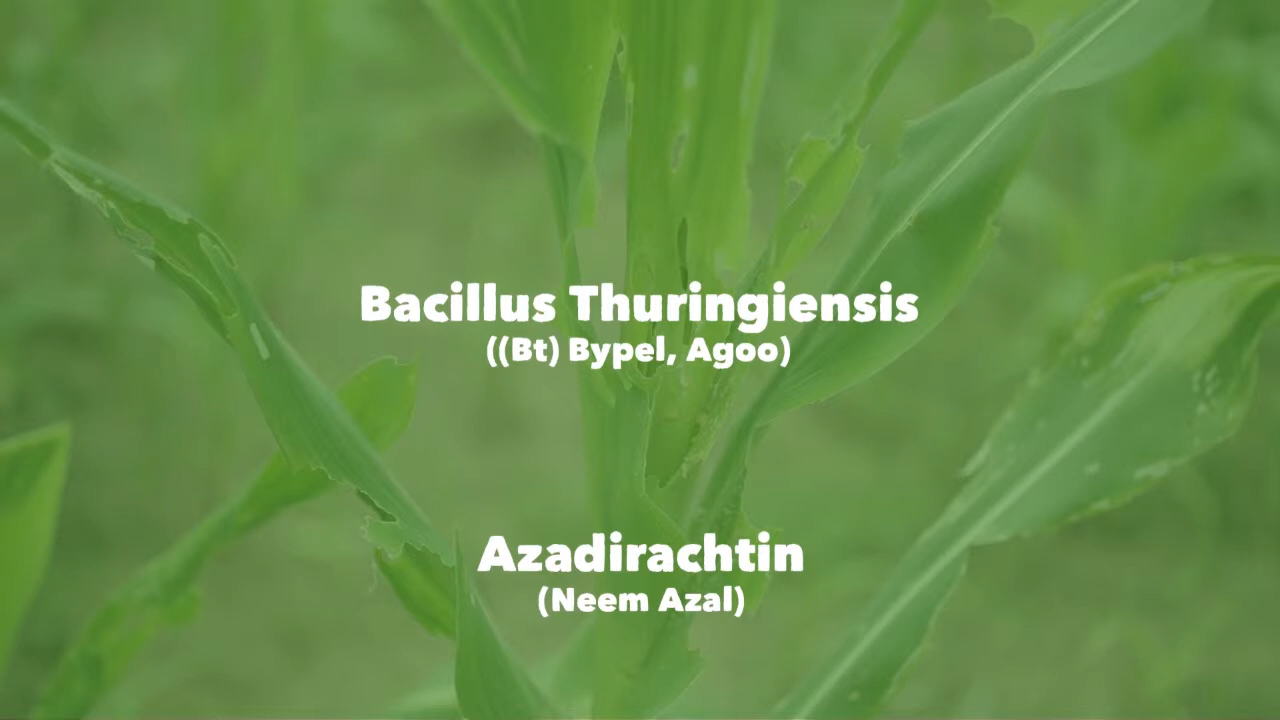 Bacillus Thuringiensis
((Bt) Bypel, Agoo)
Azadirachtin
(Neem Azal)